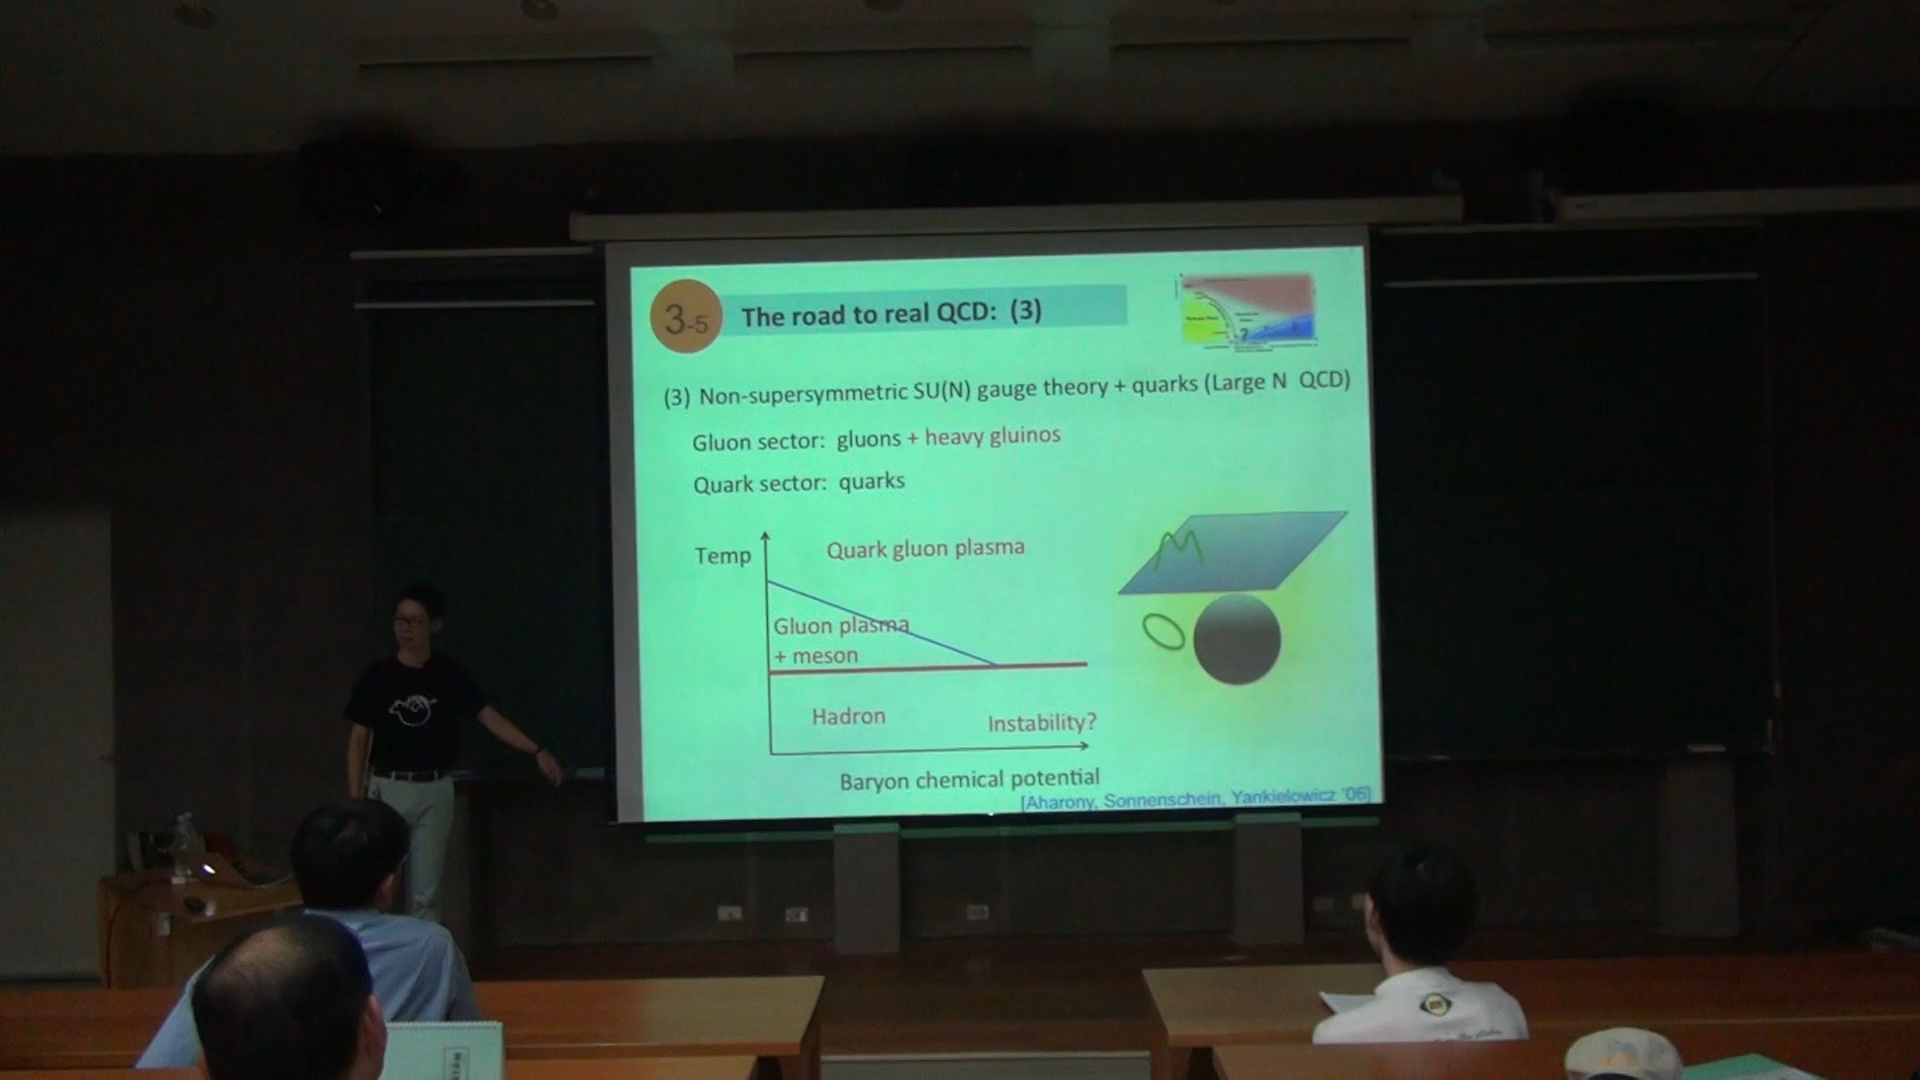 3-5
The road to real QCD: (3)
(3) Non-supersymmetric SU(N) gauge theory + quarks (Large N QCD)
Gluon sector: gluons + heavy gluinos
Quark sector: quarks
Temp
Quark gluon plasma
Gluon plasma
+ meson
Hadron
Instability?
Baryon chemical potential
[Aharony, Sonnenschein, Yankielowicz '06]